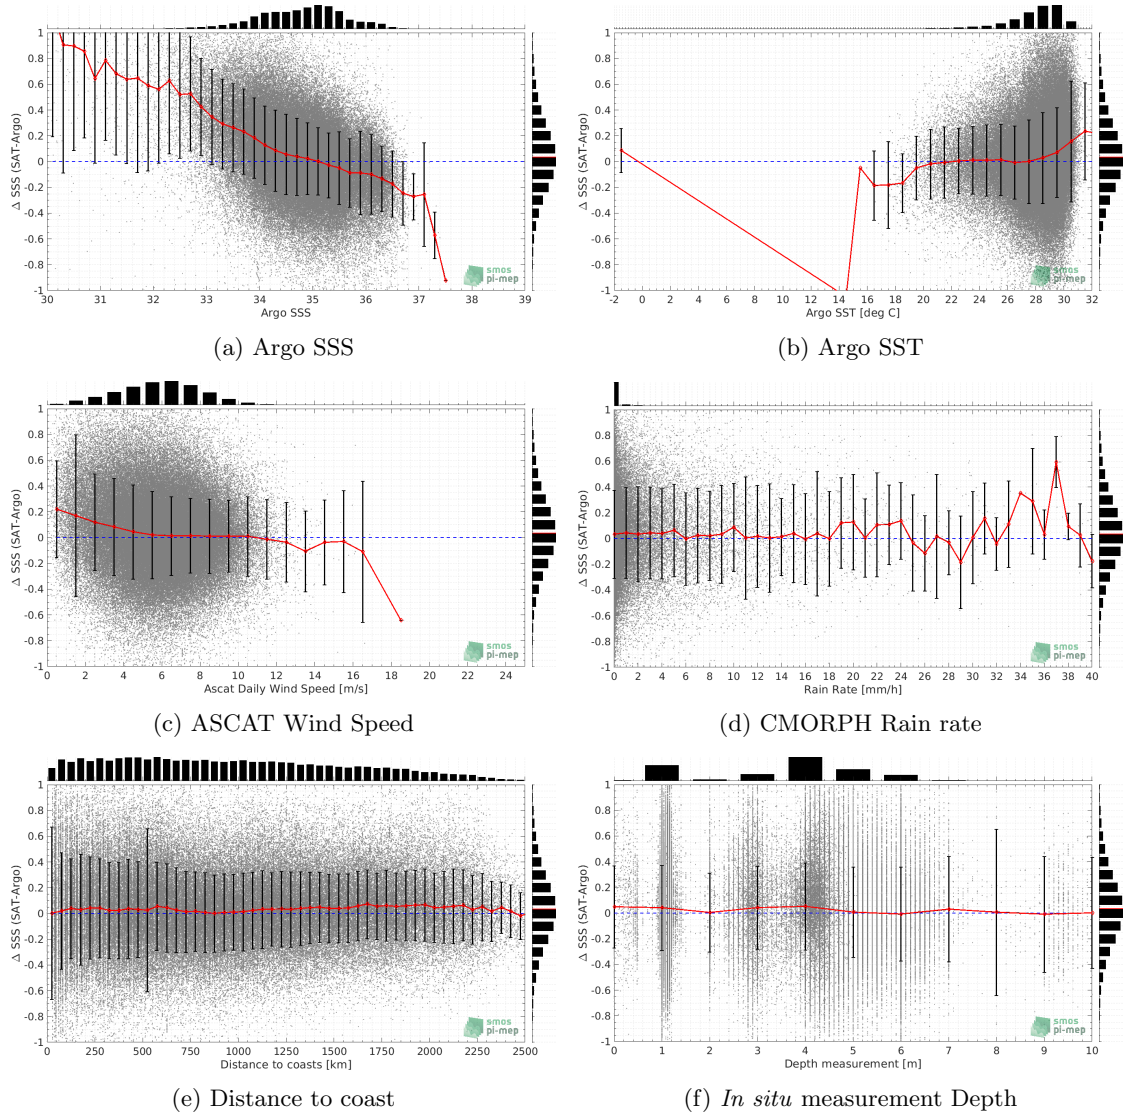 Δ SSS (SAT-Argo)
1
0.8
0.6
0.4
0.2
0
-0.2
-0.4
-0.6
-0.8
-1
30 31 32 33 34 35 36 37 38 39
Argo SSS
smos
pi-mep
(a) Argo SSS
Δ SSS (SAT-Argo)
1
0.8
0.6
0.4
0.2
0
-0.2
-0.4
-0.6
-0.8
-1
-2 0 2 4 6 8 10 12 14 16 18 20 22 24 26 28 30 32
Argo SST [deg C]
smos
pi-mep
(b) Argo SST
Δ SSS (SAT-Argo)
1
0.8
0.6
0.4
0.2
0
-0.2
-0.4
-0.6
-0.8
-1
0 2 4 6 8 10 12 14 16 18 20 22 24
Ascat Daily Wind Speed [m/s]
smos
pi-mep
(c) ASCAT Wind Speed
Δ SSS (SAT-Argo)
1
0.8
0.6
0.4
0.2
0
-0.2
-0.4
-0.6
-0.8
-1
0 2 4 6 8 10 12 14 16 18 20 22 24 26 28 30 32 34 36 38 40
Rain Rate [mm/h]
smos
pi-mep
(d) CMORPH Rain rate
Δ SSS (SAT-Argo)
1
0.8
0.6
0.4
0.2
0
-0.2
-0.4
-0.6
-0.8
-1
0 250 500 750 1000 1250 1500 1750 2000 2250 2500
Distance to coasts [km]
smos
pi-mep
(e) Distance to coast
Δ SSS (SAT-Argo)
1
0.8
0.6
0.4
0.2
0
-0.2
-0.4
-0.6
-0.8
-1
0 1 2 3 4 5 6 7 8 9 10
Depth measurement [m]
smos
pi-mep
(f) In situ measurement Depth